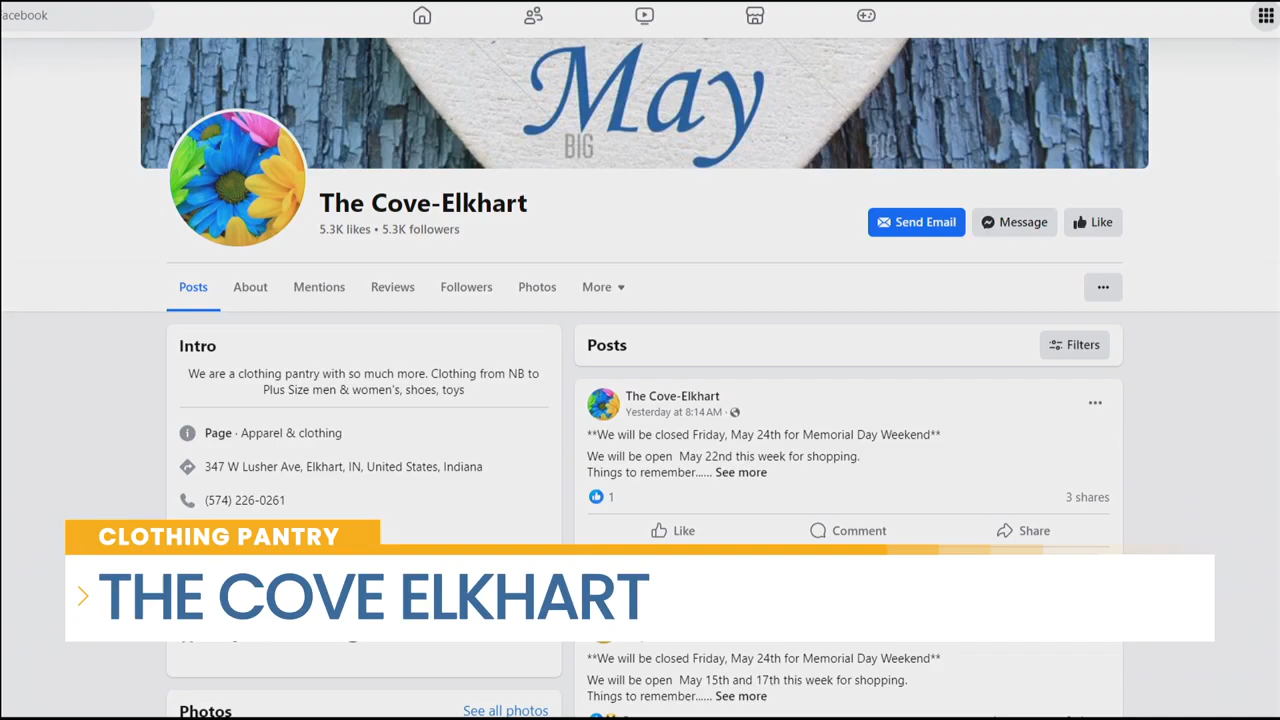 acebook
May
BIG
BIG
The Cove-Elkhart
5.3K likes • 5.3K followers
Send Email
Message
Like
Posts
About
Mentions
Reviews
Followers
Photos
More
Intro
We are a clothing pantry with so much more. Clothing from NB to
Plus Size men & women's, shoes, toys
Page · Apparel & clothing
347 W Lusher Ave, Elkhart, IN, United States, Indiana
(574) 226-0261
Photos
See all photos
Posts
Filters
The Cove-Elkhart
Yesterday at 8:14 AM ·
**We will be closed Friday, May 24th for Memorial Day Weekend**
We will be open May 22nd this week for shopping.
Things to remember...... See more
1
3 shares
Like
Comment
Share
**We will be closed Friday, May 24th for Memorial Day Weekend**
We will be open May 15th and 17th this week for shopping.
Things to remember...... See more
CLOTHING PANTRY
THE COVE ELKHART